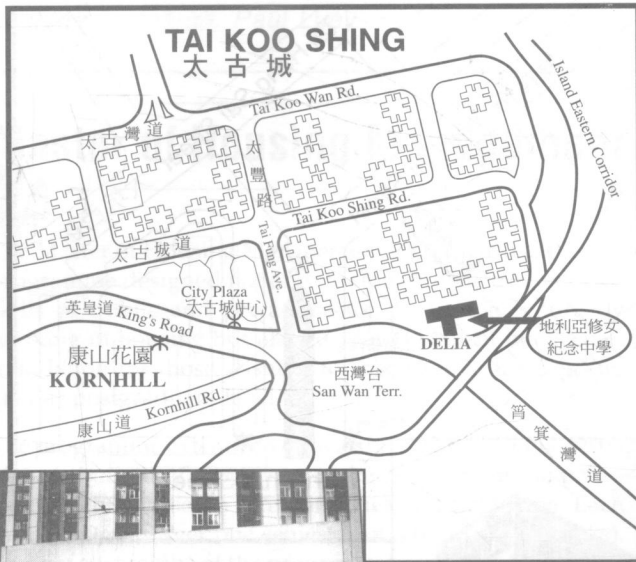 TAI KOO SHING
太古城
Tai Koo Wan Rd.
太古灣道
Island Eastern Corridor
太豐路
Tai Koo Shing Rd.
太古城道
Tai Fung Ave.
City Plaza
太古城中心
英皇道 King's Road
DELIA
地利亞修女
紀念中學
康山花園
KORNHILL
西灣台
San Wan Terr.
康山道 Kornhill Rd.
筲箕灣道